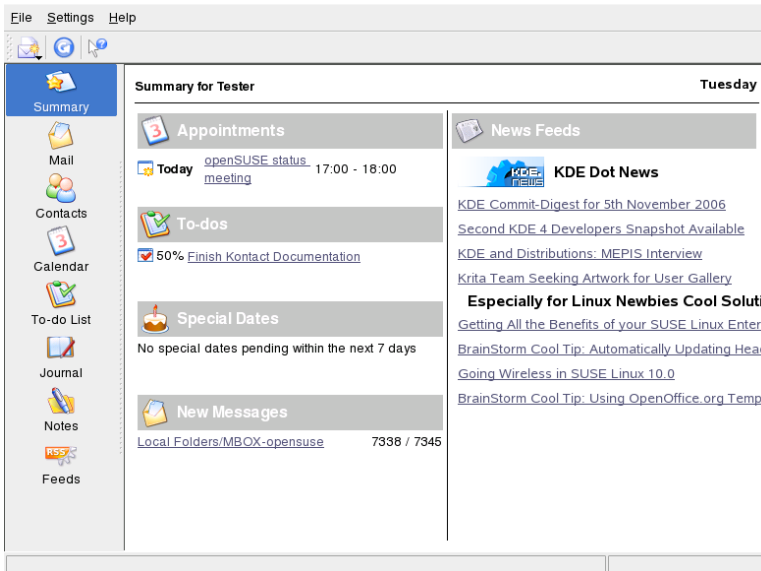 File Settings Help
Summary
Mail
Contacts
Calendar
To-do List
Journal
Notes
Feeds
Summary for Tester
Tuesday
Appointments
Today openSUSE status meeting 17:00 - 18:00
To-dos
50% Finish Kontact Documentation
Special Dates
No special dates pending within the next 7 days
New Messages
Local Folders/MBOX-opensuse 7338 / 7345
News Feeds
KDE NEWS
KDE Dot News
KDE Commit-Digest for 5th November 2006
Second KDE 4 Developers Snapshot Available
KDE and Distributions: MEPIS Interview
Krita Team Seeking Artwork for User Gallery
Especially for Linux Newbies Cool Soluti
Getting All the Benefits of your SUSE Linux Enter
BrainStorm Cool Tip: Automatically Updating Hea
Going Wireless in SUSE Linux 10.0
BrainStorm Cool Tip: Using OpenOffice.org Temp